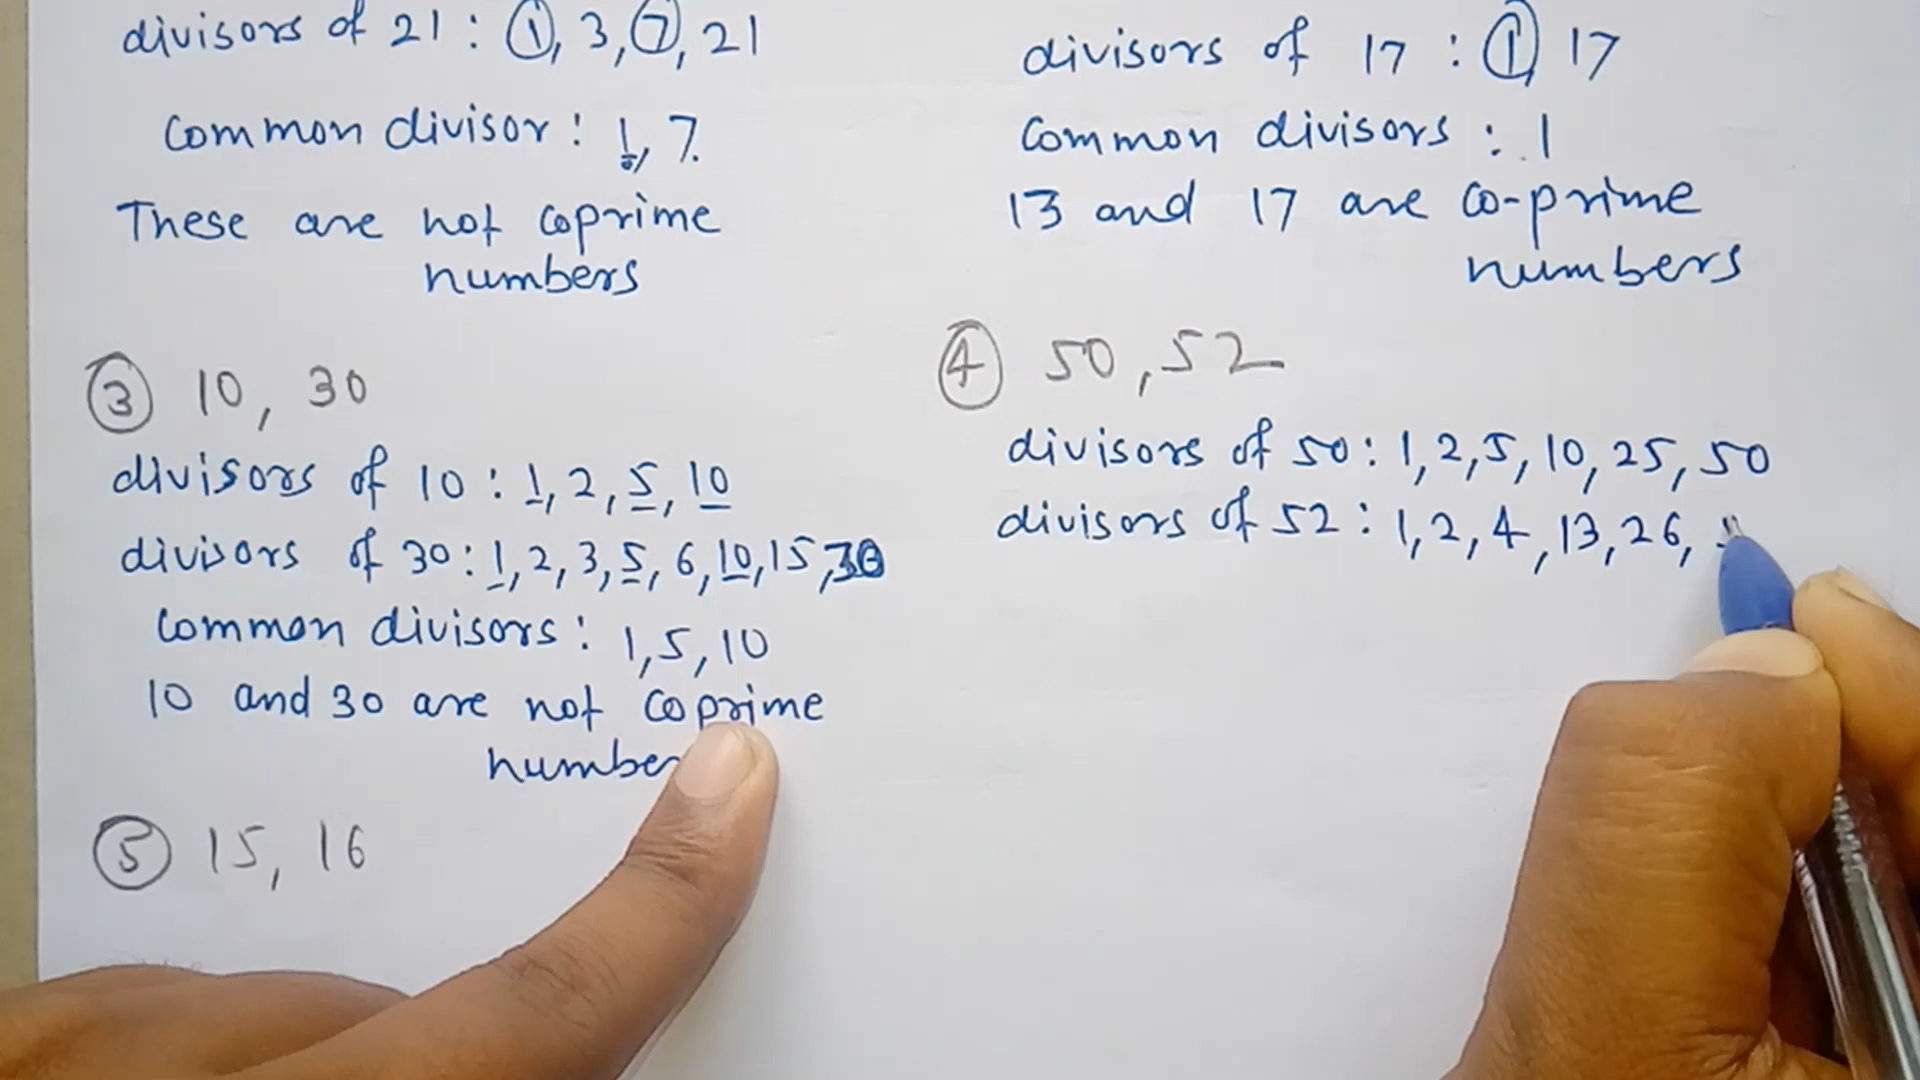 divisors of 21 : 1, 3, 7, 21
common divisor : 1, 7.
These are not coprime
numbers
③ 10, 30
divisors of 10 : 1, 2, 5, 10
divisors of 30 : 1, 2, 3, 5, 6, 10, 15, 30
common divisors : 1, 5, 10
10 and 30 are not coprime
number
⑤ 15, 16
divisors of 17 : 1, 17
common divisors : 1
13 and 17 are co-prime
numbers
④ 50, 52
divisors of 50 : 1, 2, 5, 10, 25, 50
divisors of 52 : 1, 2, 4, 13, 26,